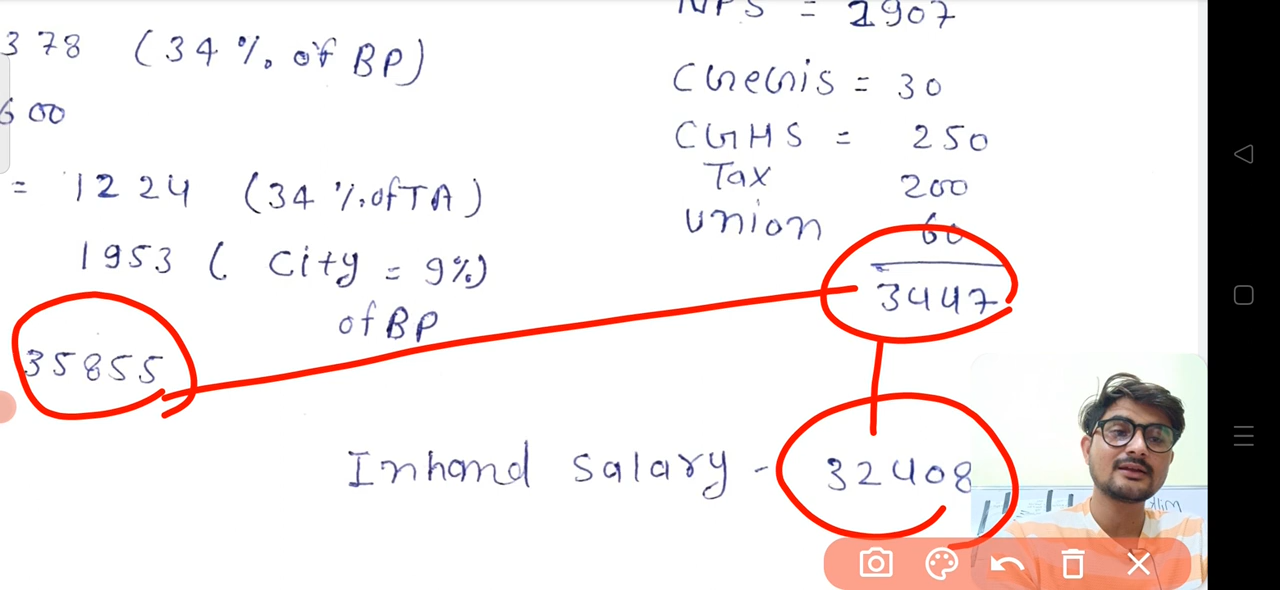 378 (34 % of BP)
600
= 1224 (34 % of TA)
1953 ( City = 9%)
of BP
35855
NPS = 2907
CGEGIS = 30
CGHS = 250
Tax 200
Union 60
3447
Inhand Salary - 32408